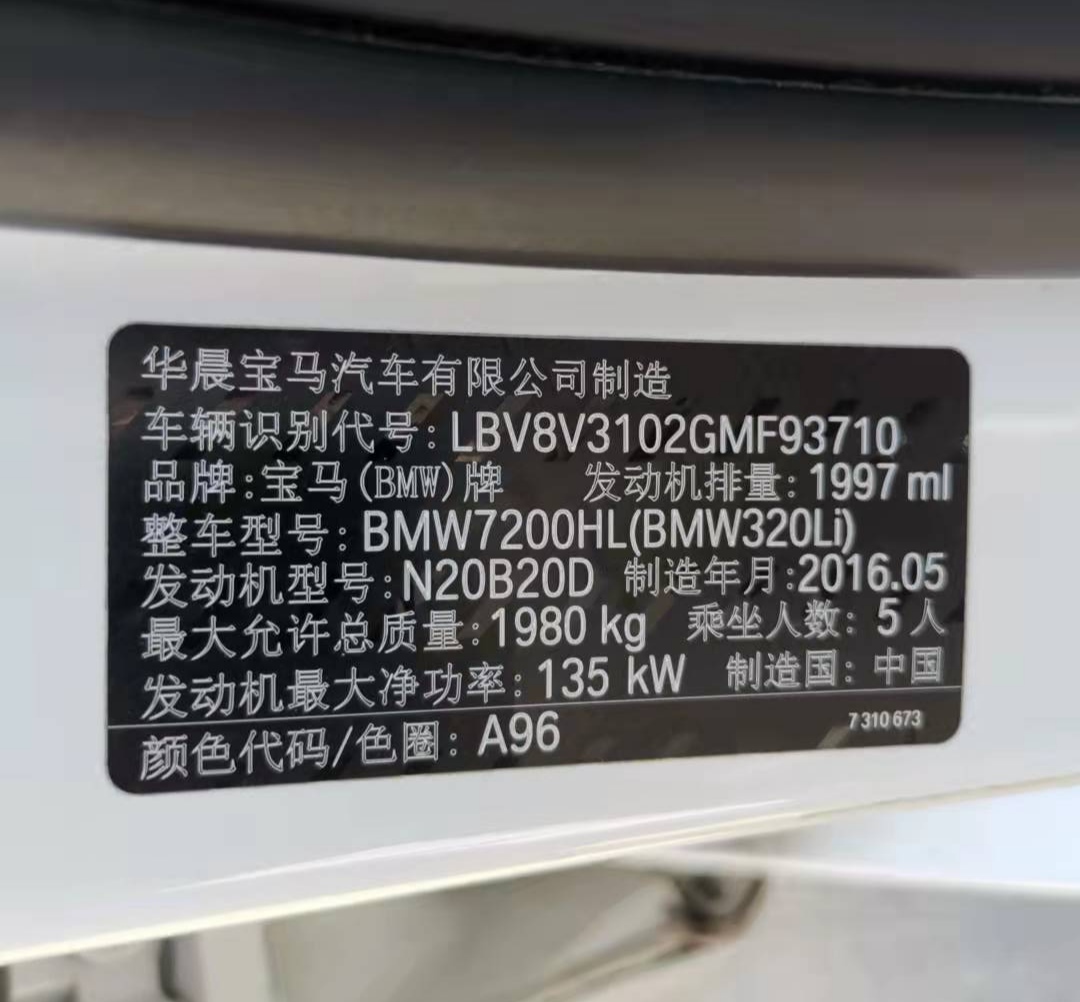 华晨宝马汽车有限公司制造
车辆识别代号:LBV8V3102GMF93710
品牌:宝马(BMW)牌 发动机排量:1997 ml
整车型号:BMW7200HL(BMW320Li)
发动机型号:N20B20D 制造年月:2016.05
最大允许总质量:1980 kg 乘坐人数:5人
发动机最大净功率:135 kW 制造国:中国
颜色代码/色圈:A96 7 310 673